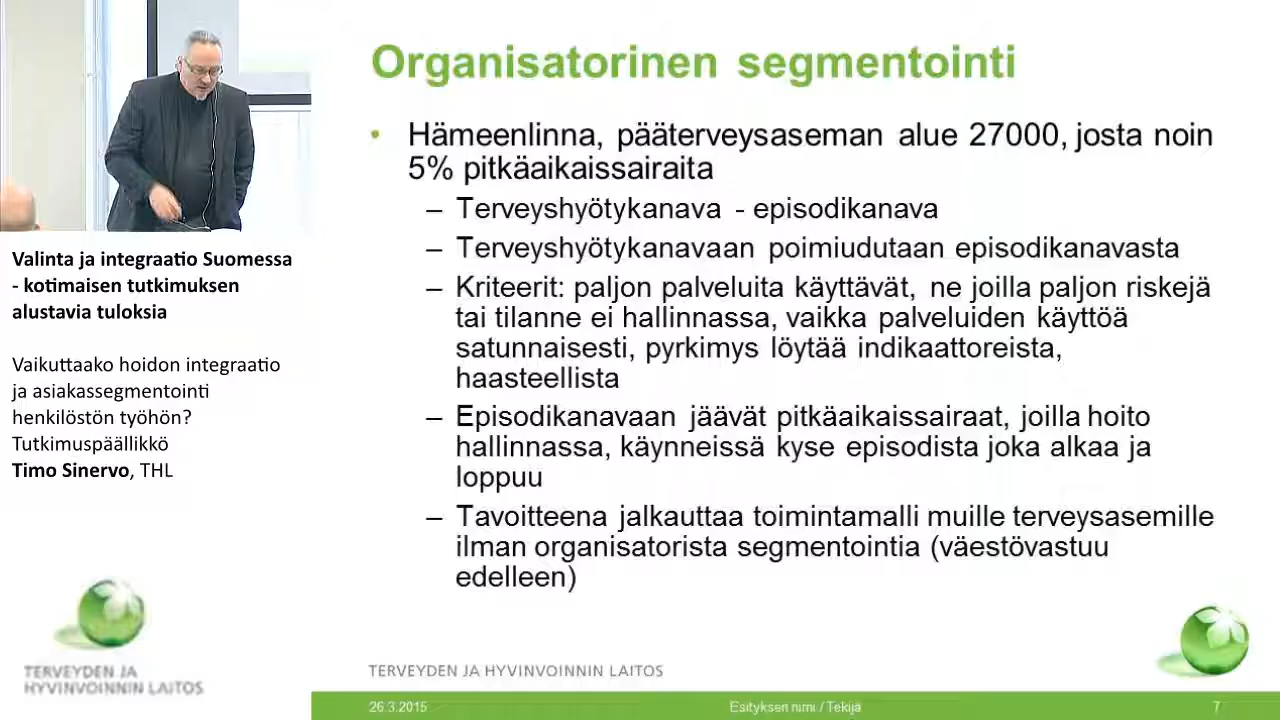 Organisatorinen segmentointi
• Hämeenlinna, pääterveysaseman alue 27000, josta noin
5% pitkäaikaissairaita
– Terveyshyötykanava - episodikanava
– Terveyshyötykanavaan poimiudutaan episodikanavasta
– Kriteerit: paljon palveluita käyttävät, ne joilla paljon riskejä
tai tilanne ei hallinnassa, vaikka palveluiden käyttöä
satunnaisesti, pyrkimys löytää indikaattoreista,
haasteellista
– Episodikanavaan jäävät pitkäaikaissairaat, joilla hoito
hallinnassa, käynneissä kyse episodista joka alkaa ja
loppuu
– Tavoitteena jalkauttaa toimintamalli muille terveysasemille
ilman organisatorista segmentointia (väestövastuu
edelleen)
Valinta ja integraatio Suomessa
- kotimaisen tutkimuksen
alustavia tuloksia
Vaikuttaako hoidon integraatio
ja asiakassegmentointi
henkilöstön työhön?
Tutkimuspäällikkö
Timo Sinervo, THL
TERVEYDEN JA
HYVINVOINNIN LAITOS
TERVEYDEN JA HYVINVOINNIN LAITOS
26.3.2015
Esityksen nimi / Tekijä
7